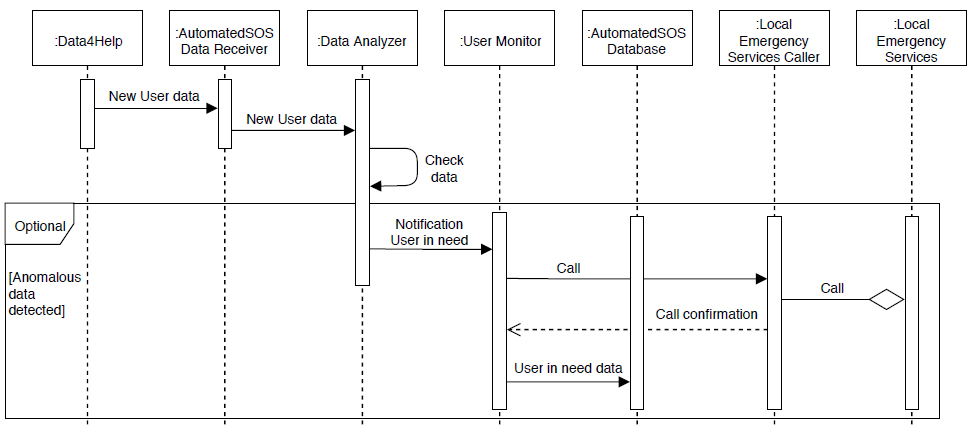 :Data4Help
:AutomatedSOS
Data Receiver
:Data Analyzer
:User Monitor
:AutomatedSOS
Database
:Local
Emergency
Services Caller
:Local
Emergency
Services
New User data
New User data
Check
data
Optional
Notification
User in need
[Anomalous
data
detected]
Call
Call
Call confirmation
User in need data